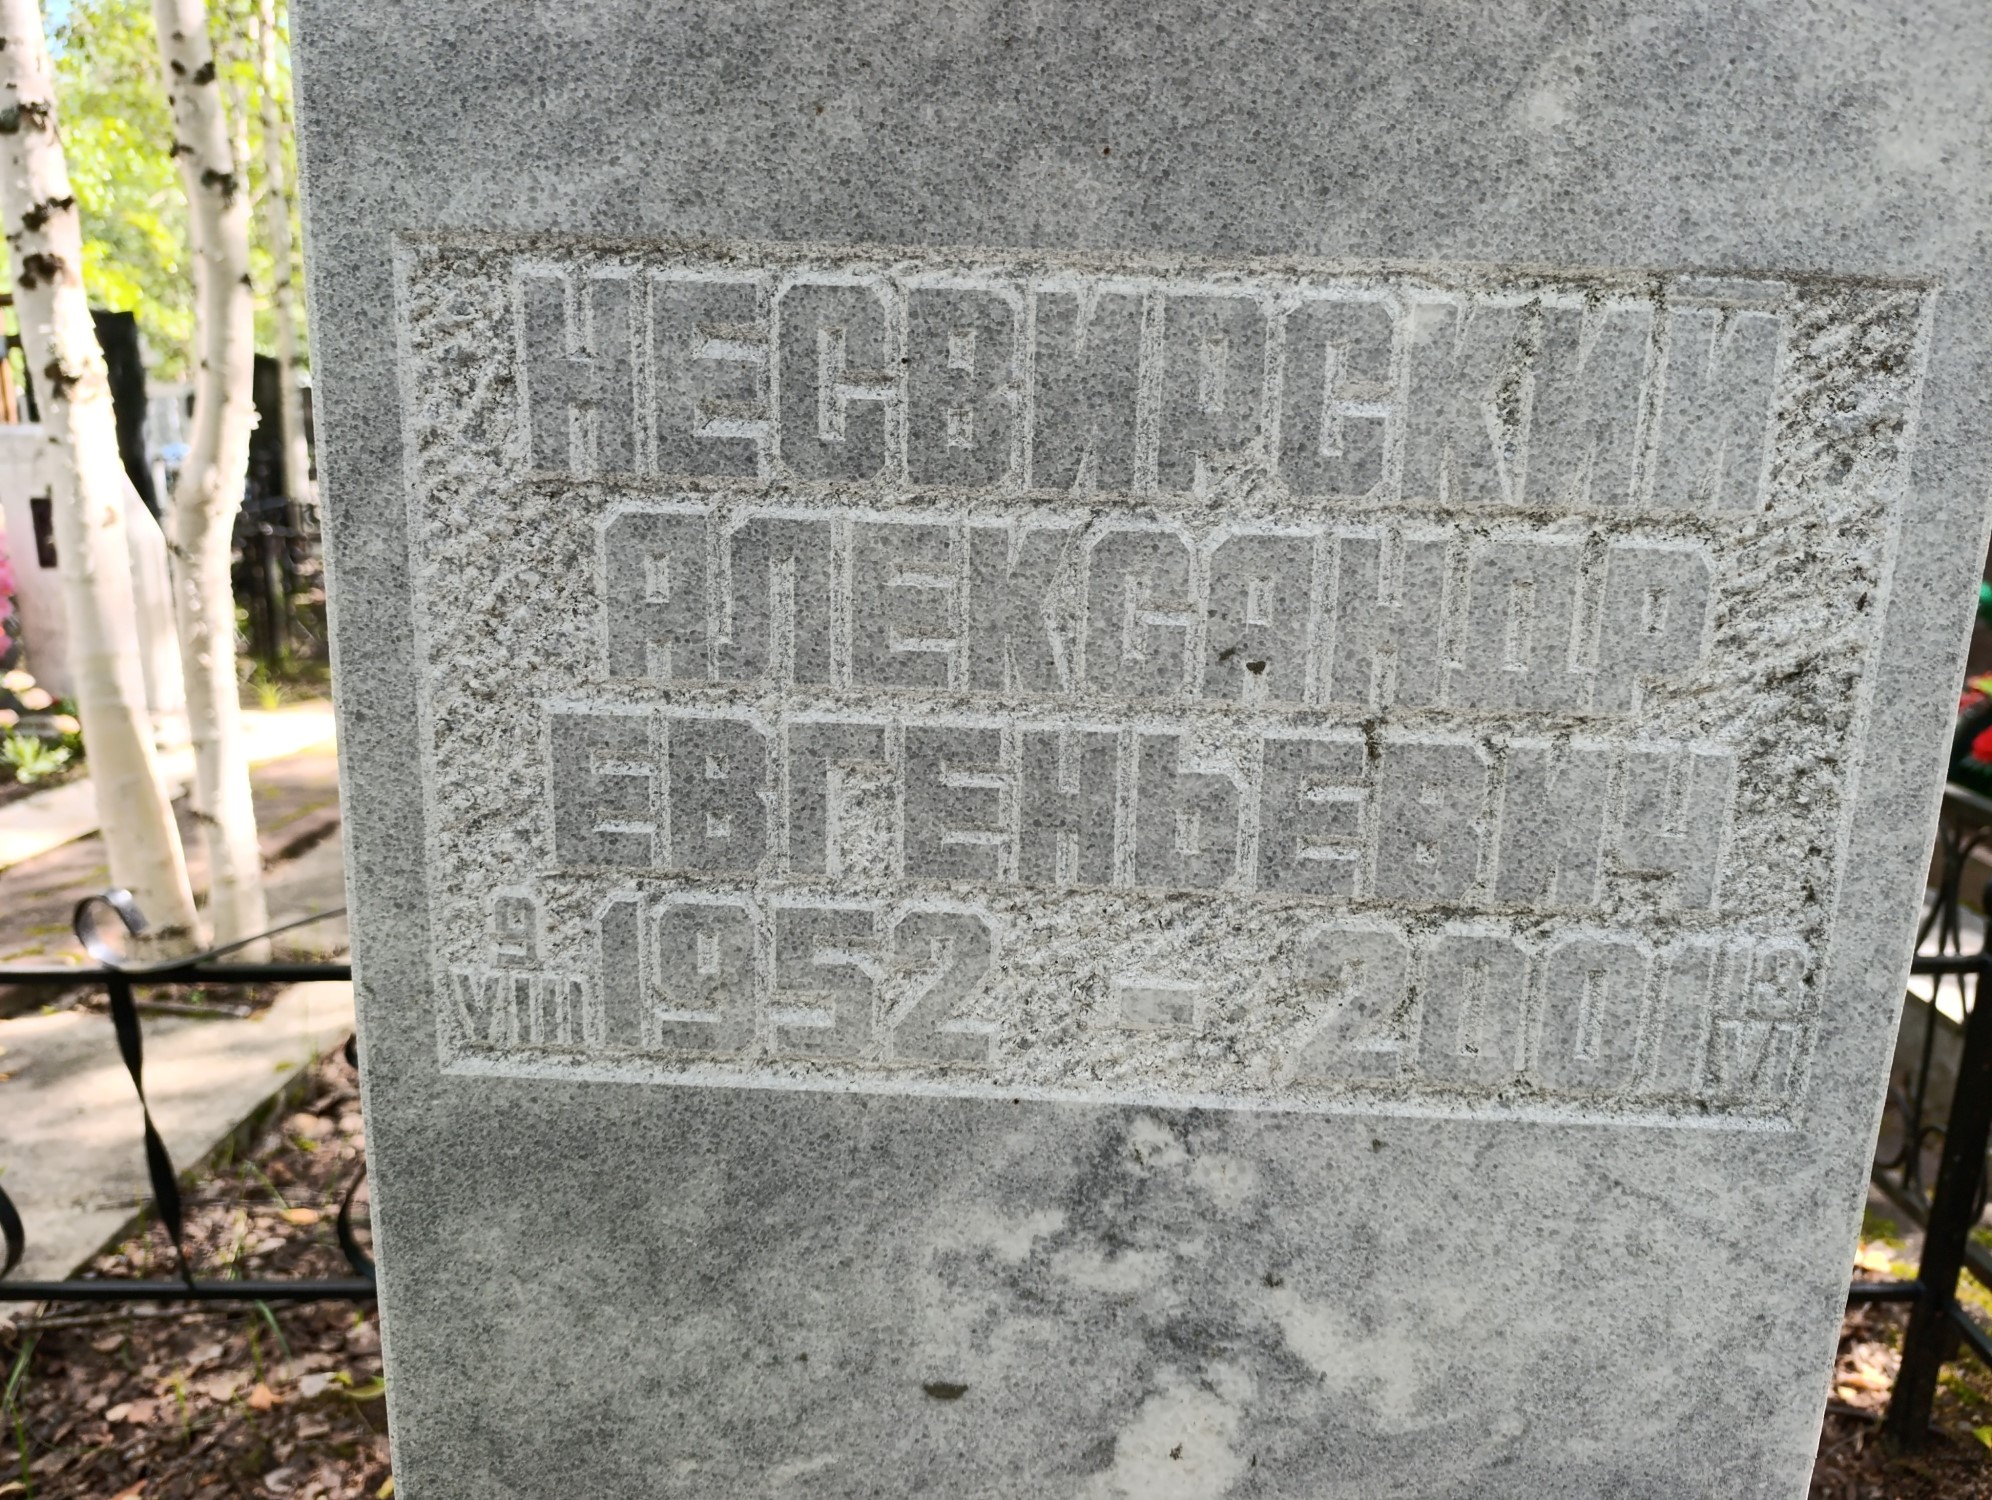 НЕСВИРСКИЙ
АЛЕКСАНДР
ЕВГЕНЬЕВИЧ
9 VIII 1952 - 2001 13 VI